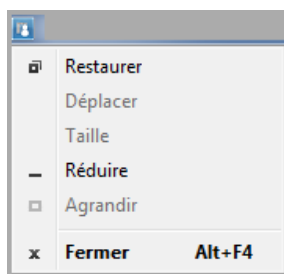 Restaurer
Déplacer
Taille
Réduire
Agrandir
Fermer Alt+F4